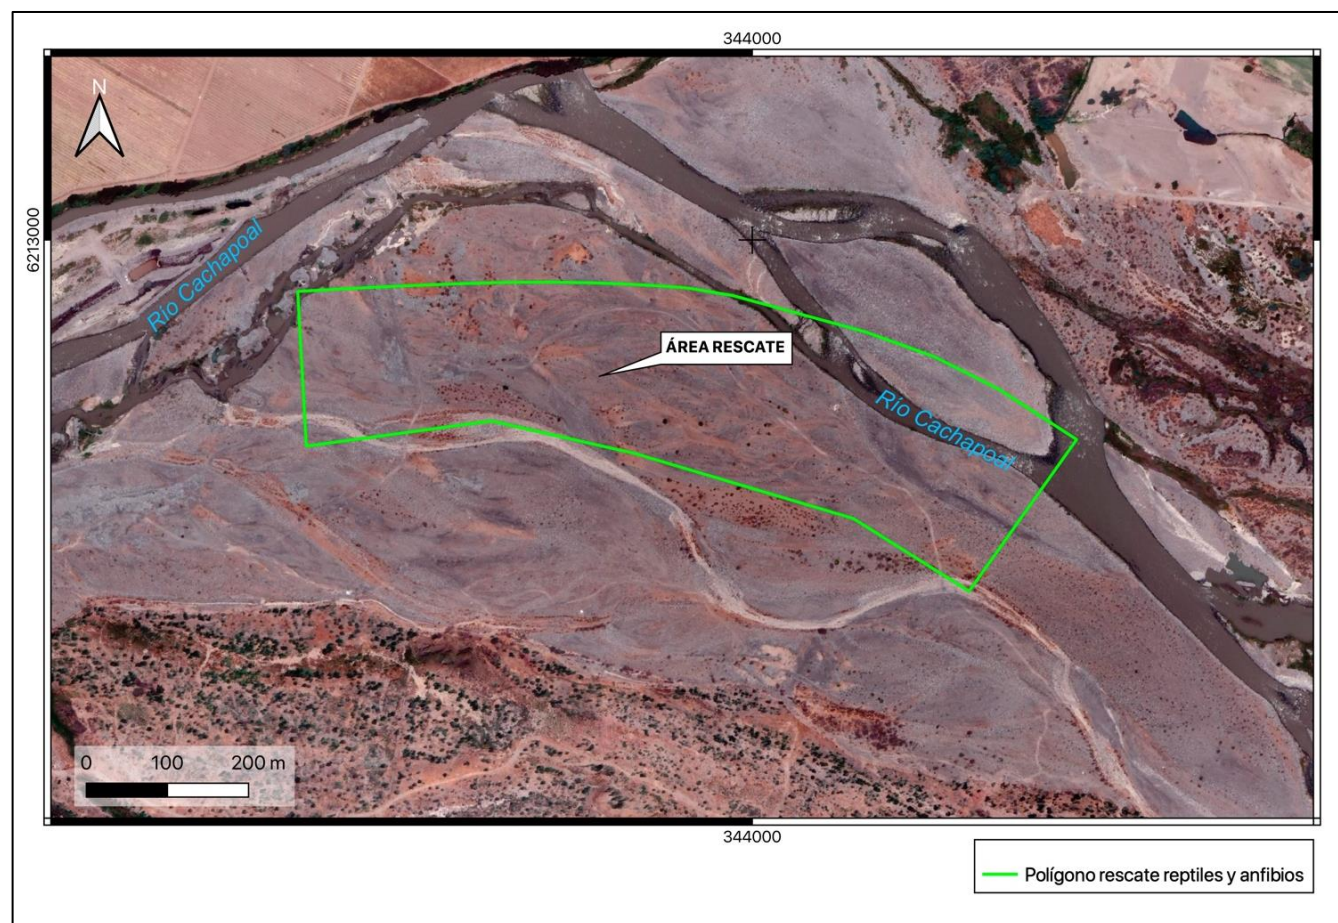 344000
N
6213000
Río Cachapoal
ÁREA RESCATE
Río Cachapoal
0 100 200 m
344000
Polígono rescate reptiles y anfibios